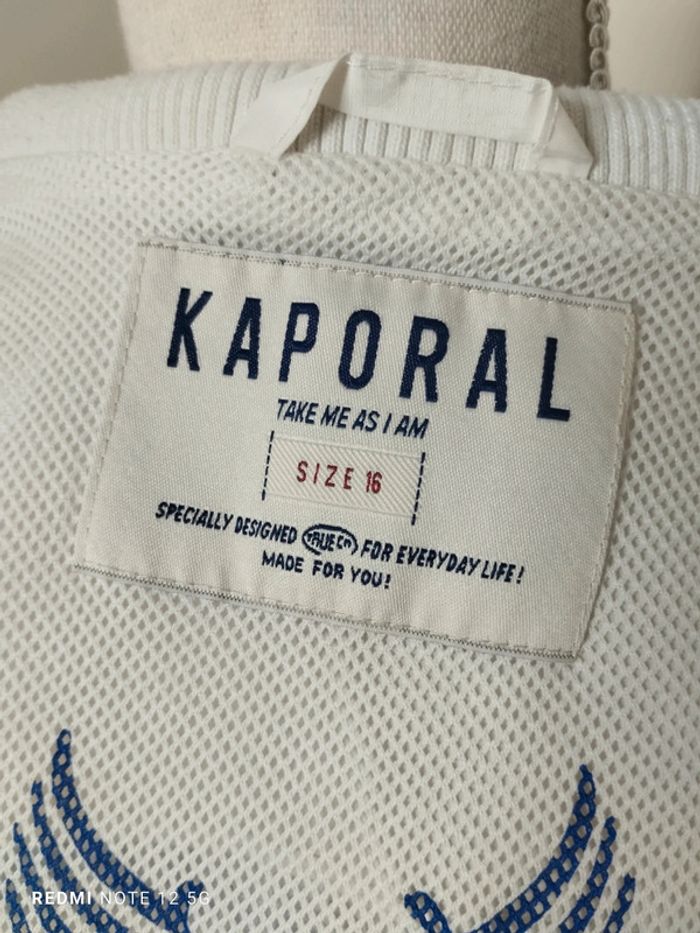 KAPORAL
TAKE ME AS I AM
SIZE 16
SPECIALLY DESIGNED FOR EVERYDAY LIFE!
MADE FOR YOU!
REDMI NOTE 12 5G